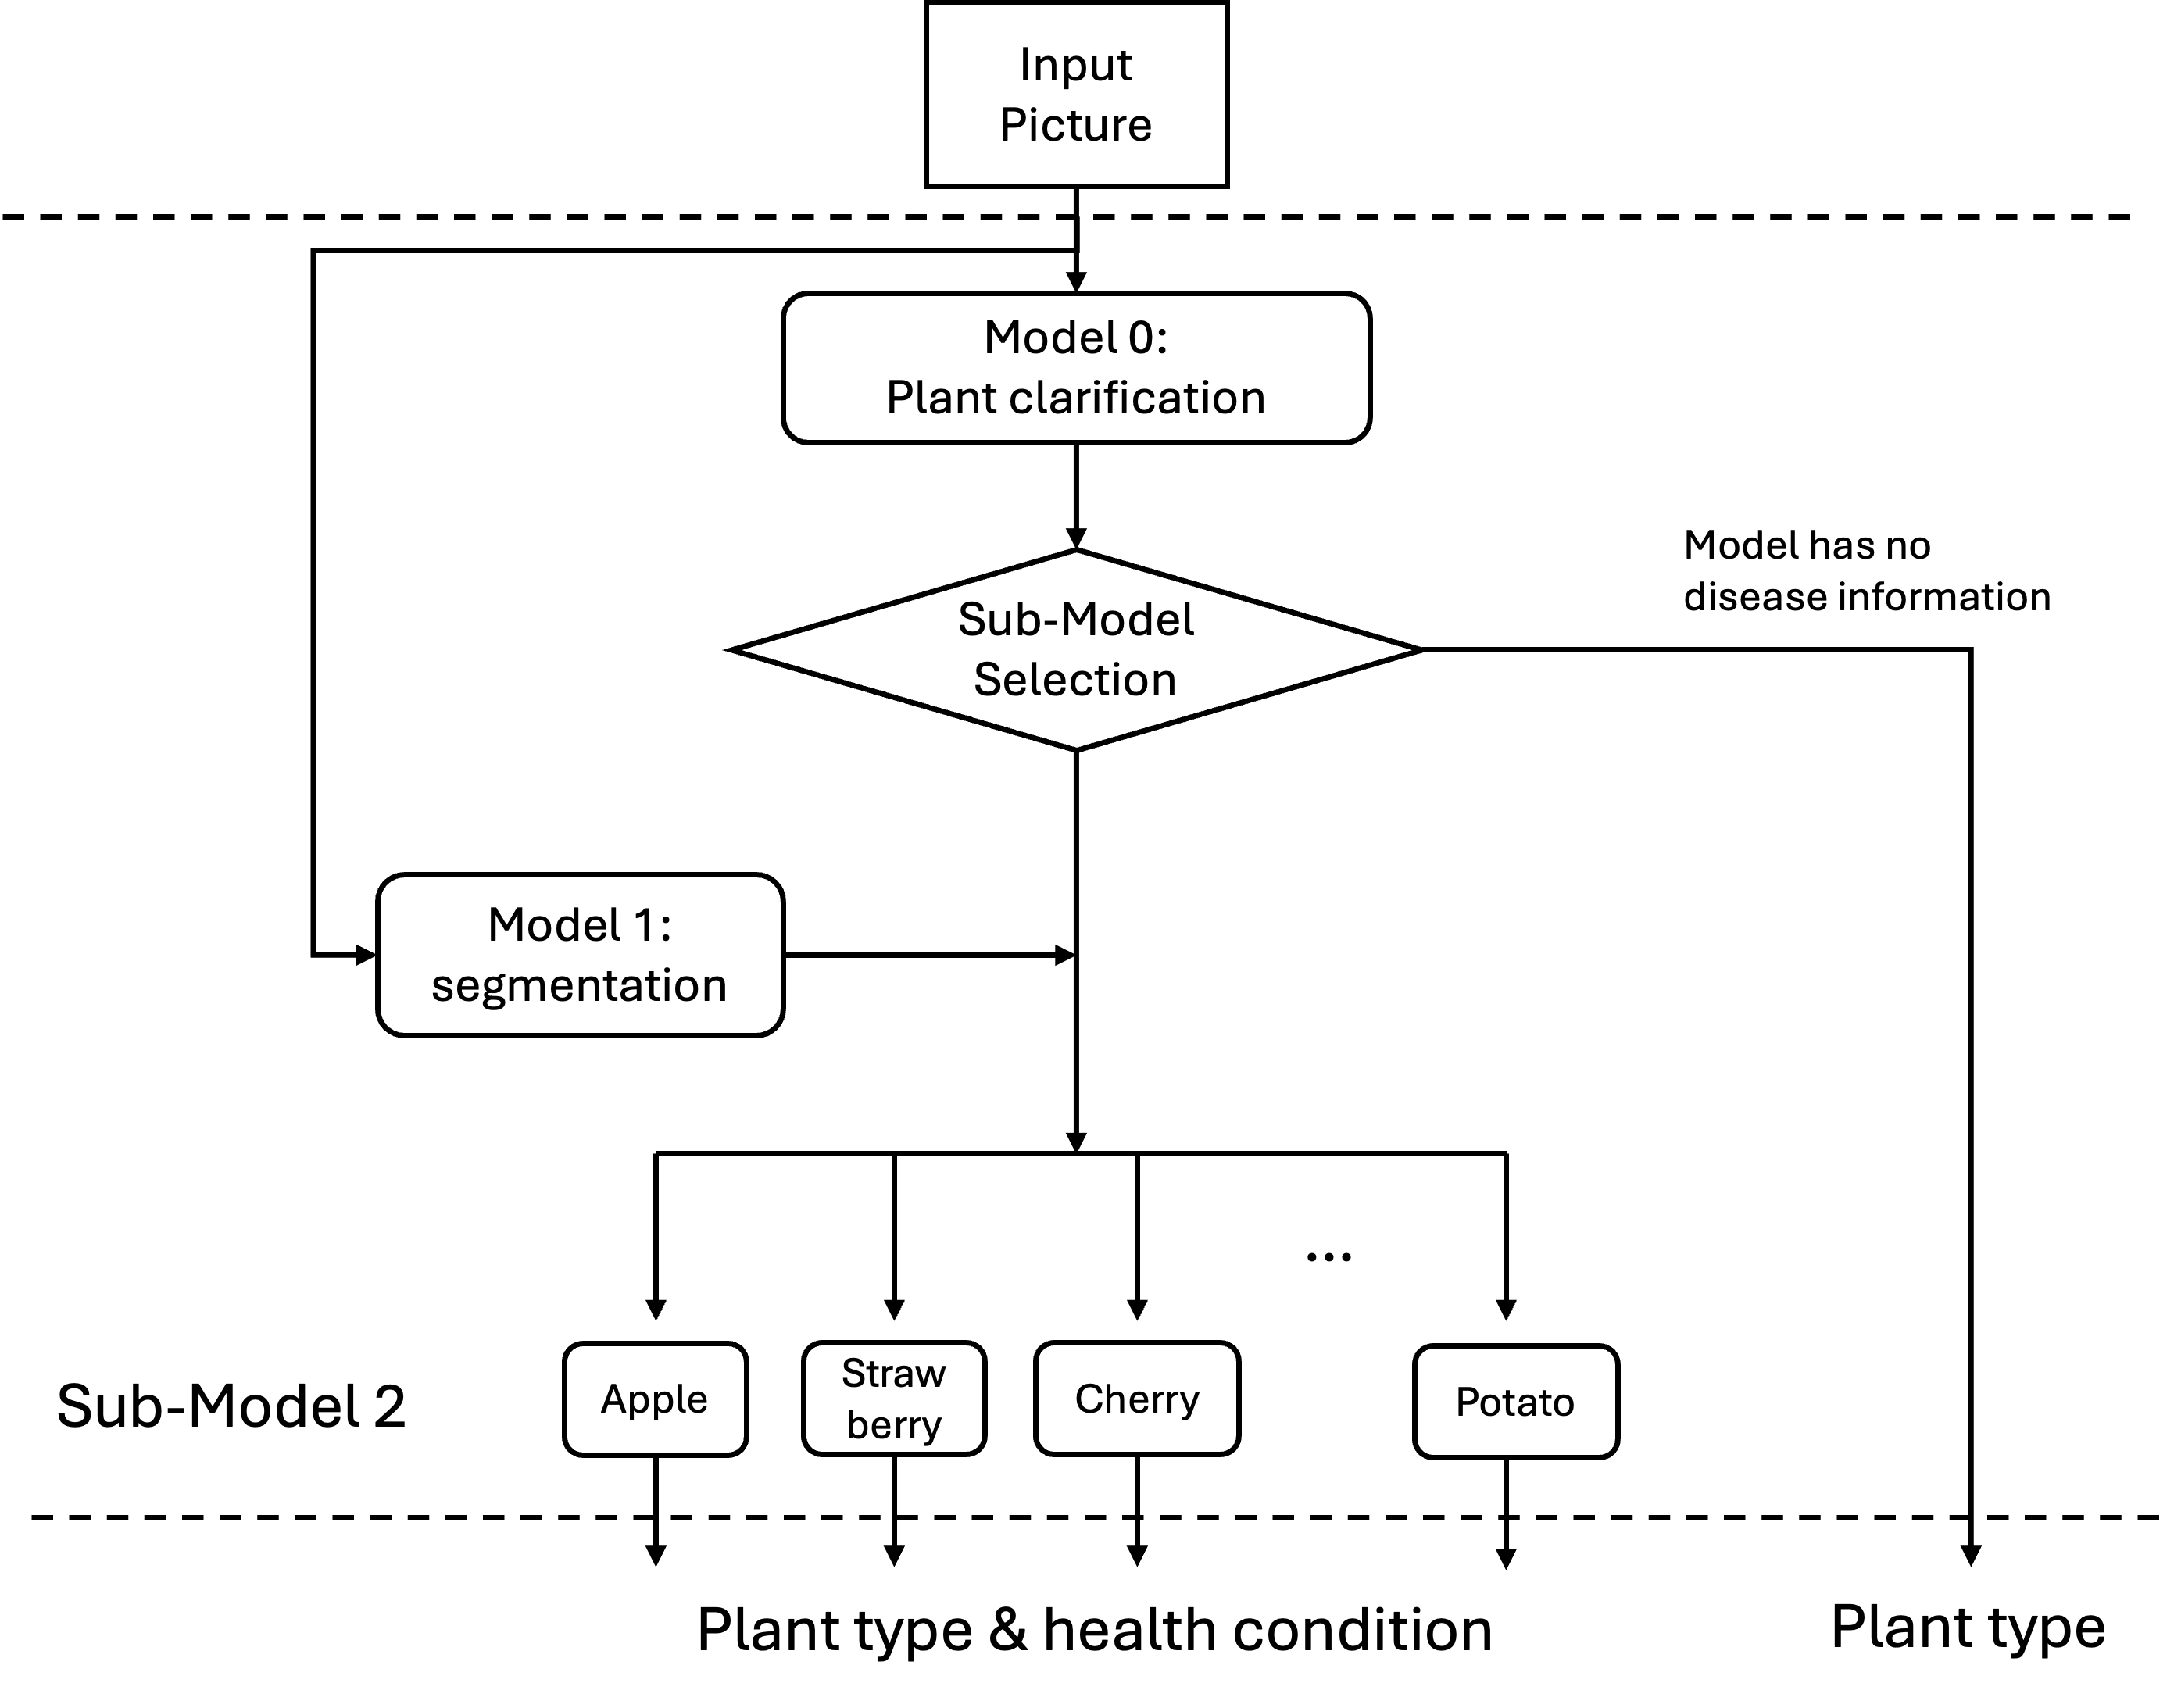 Input
Picture
Model 0:
Plant clarification
Sub-Model
Selection
Model has no
disease information
Model 1:
segmentation
...
Sub-Model 2
Apple
Straw
berry
Cherry
Potato
Plant type & health condition
Plant type